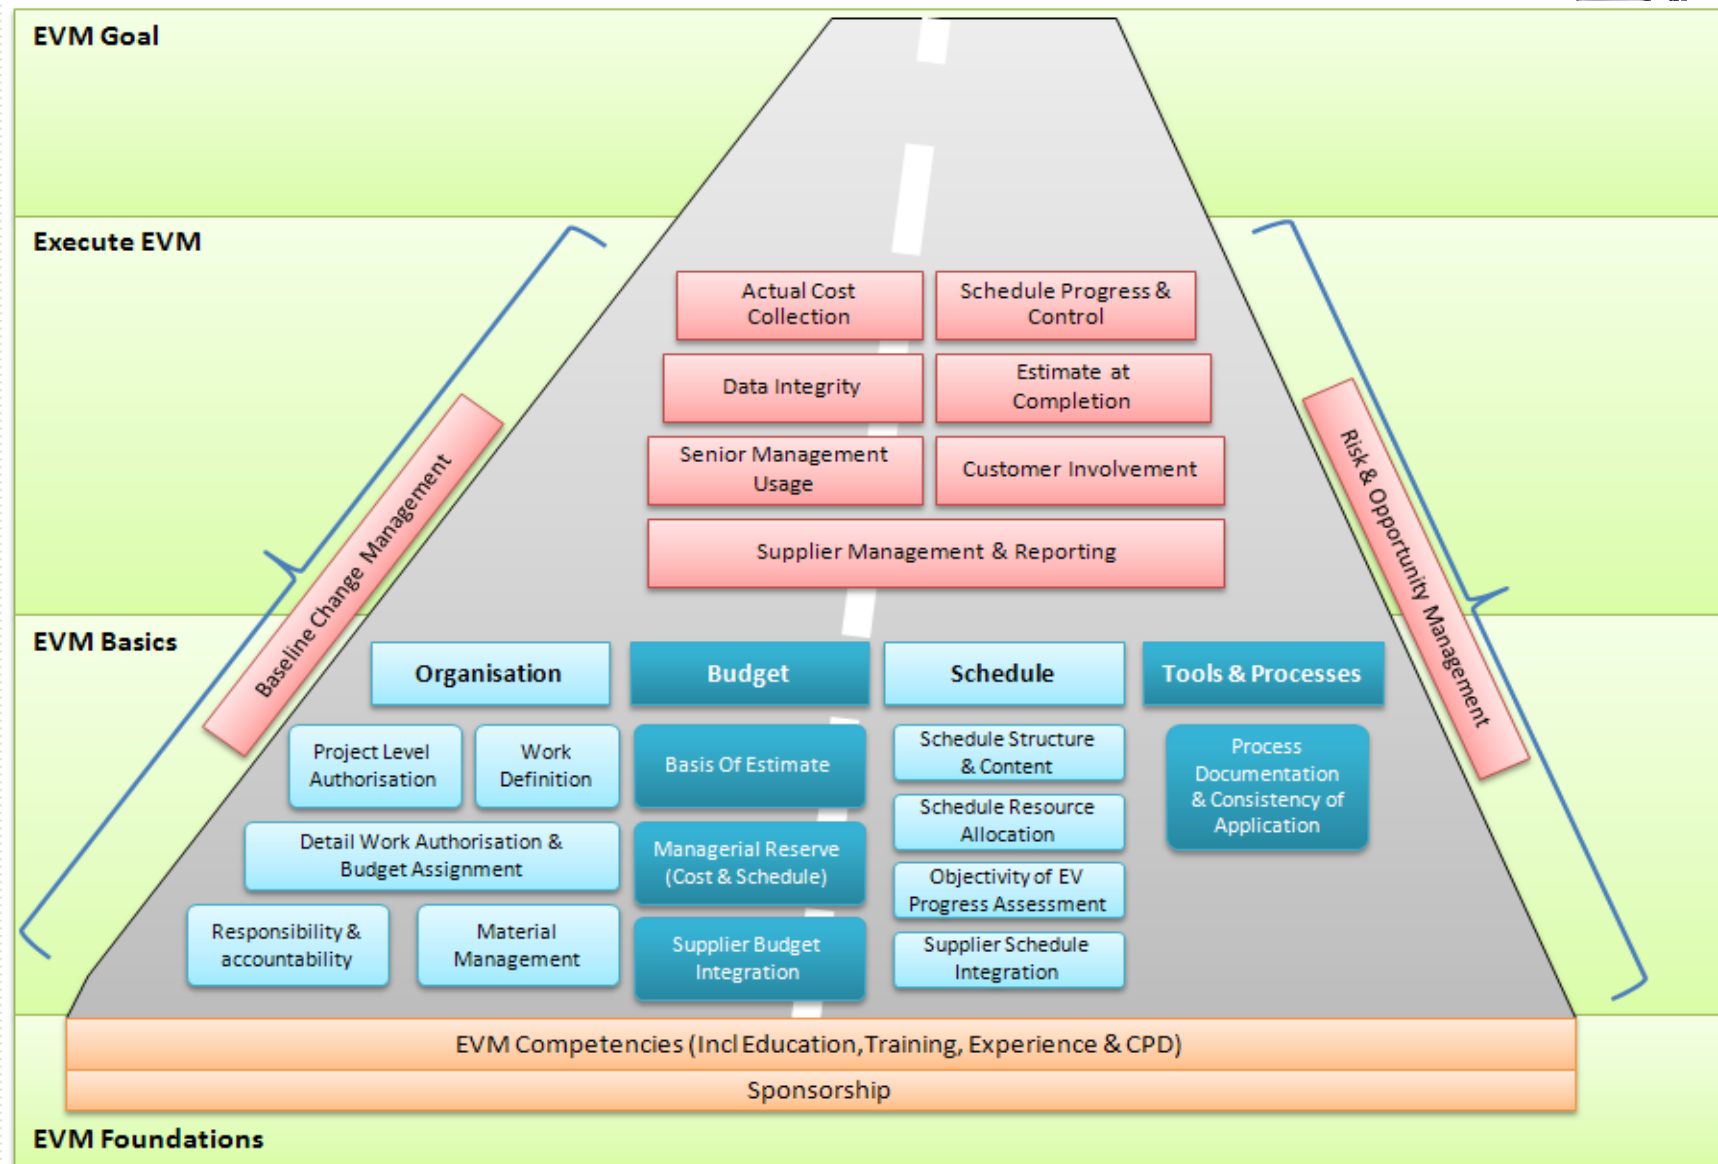 EVM Goal
Execute EVM
Actual Cost
Collection
Schedule Progress &
Control
Data Integrity
Estimate at
Completion
Senior Management
Usage
Customer Involvement
Supplier Management & Reporting
Baseline Change Management
Risk & Opportunity Management
EVM Basics
Organisation
Budget
Schedule
Tools & Processes
Project Level
Authorisation
Work
Definition
Detail Work Authorisation &
Budget Assignment
Responsibility &
accountability
Material
Management
Basis Of Estimate
Managerial Reserve
(Cost & Schedule)
Supplier Budget
Integration
Schedule Structure
& Content
Schedule Resource
Allocation
Objectivity of EV
Progress Assessment
Supplier Schedule
Integration
Process
Documentation
& Consistency of
Application
EVM Competencies (Incl Education, Training, Experience & CPD)
Sponsorship
EVM Foundations